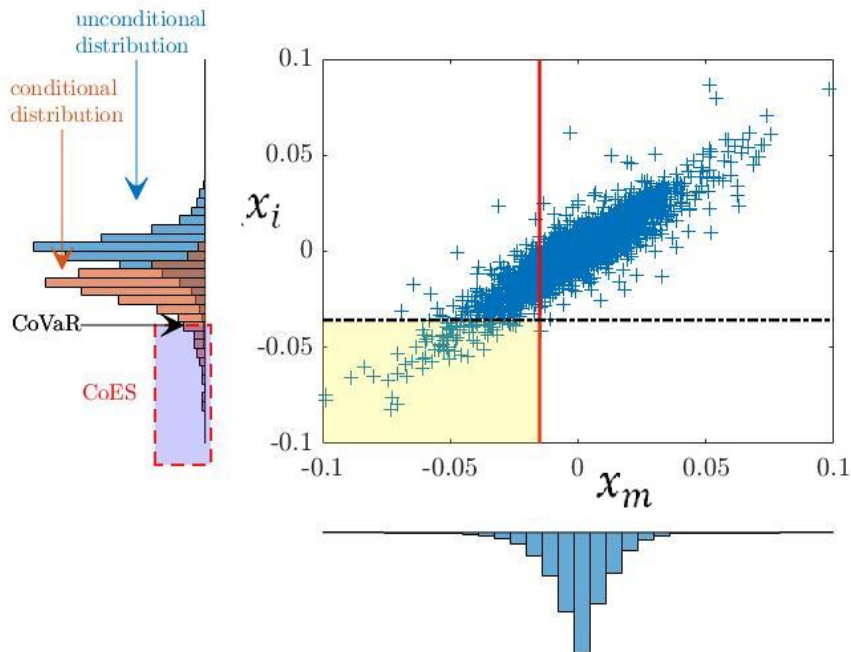 unconditional
distribution
conditional
distribution
CoVaR
CoES
x_i
0.1
0.05
0
-0.05
-0.1
-0.1 -0.05 0 0.05 0.1
x_m